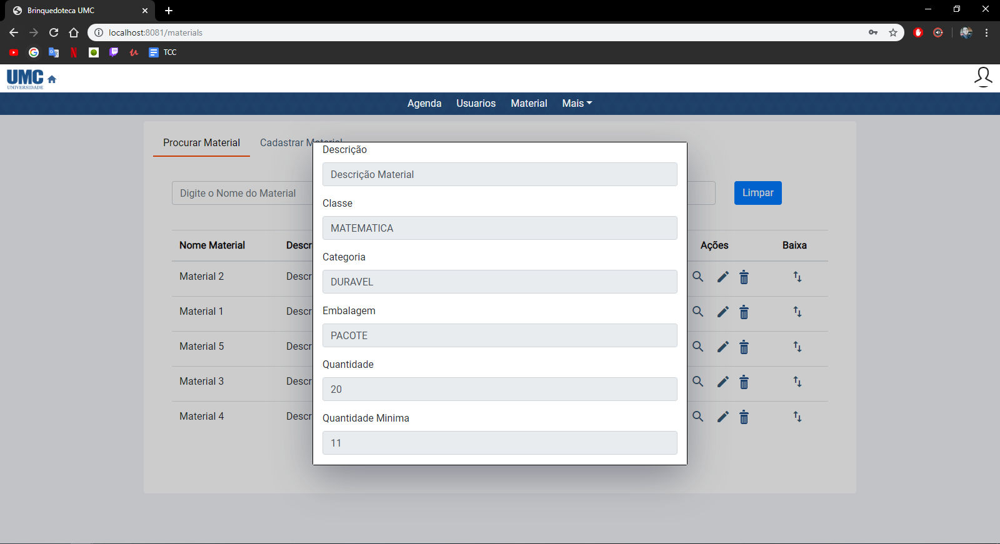 Brinquedoteca UMC
localhost:8081/materials
TCC
UMC
UNIVERSIDADE
Agenda Usuarios Material Mais
Procurar Material Cadastrar Material
Descrição
Descrição Material
Digite o Nome do Material
Limpar
Classe
MATEMATICA
Nome Material Descr Ações Baixa
Categoria
Material 2 Descr
DURAVEL
Embalagem
Material 1 Descr
PACOTE
Material 5 Descr
Quantidade
Material 3 Descr
20
Quantidade Minima
Material 4 Descr
11